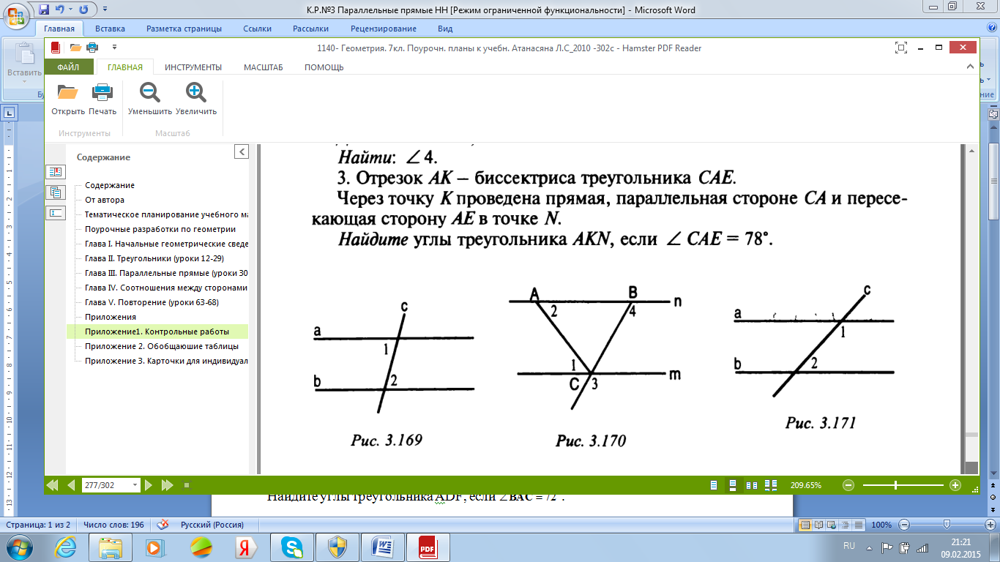 К.Р.№3 Параллельные прямые НН [Режим ограниченной функциональности] - Microsoft Word
Главная Вставка Разметка страницы Ссылки Рассылки Рецензирование Вид
Вставить
1140- Геометрия. 7кл. Поурочн. планы к учебн. Атанасяна Л.С_2010 -302с - Hamster PDF Reader
ФАЙЛ ГЛАВНАЯ ИНСТРУМЕНТЫ МАСШТАБ ПОМОЩЬ
Открыть Печать Уменьшить Увеличить
Инструменты Масштаб
Содержание
Содержание
От автора
Тематическое планирование учебного ма
Поурочные разработки по геометрии
Глава I. Начальные геометрические сведе
Глава II. Треугольники (уроки 12-29)
Глава III. Параллельные прямые (уроки 30
Глава IV. Соотношения между сторонами
Глава V. Повторение (уроки 63-68)
Приложения
Приложение1. Контрольные работы
Приложение 2. Обобщаюшие таблицы
Приложение 3. Карточки для индивидуал
Найти: ∠ 4.
3. Отрезок AK – биссектриса треугольника CAE.
Через точку K проведена прямая, параллельная стороне CA и пересе-
кающая сторону AE в точке N.
Найдите углы треугольника AKN, если ∠ CAE = 78°.
c
a
1
b
2
Рис. 3.169
A B n
2 4
1
C 3 m
Рис. 3.170
c
a
1
b
2
Рис. 3.171
277/302
209.65%
Найдите углы треугольника ADF, если ∠BAC = 72°.
Страница: 1 из 2 Число слов: 196 Русский (Россия) 100%
RU
21:21
09.02.2015